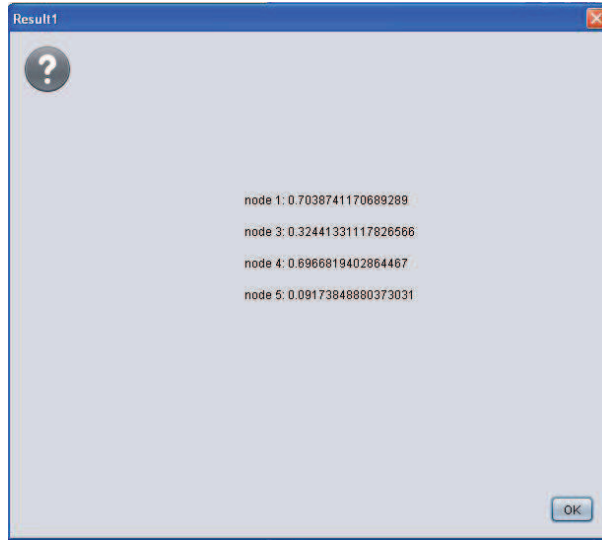 Result1
?
node 1: 0.7038741170689289
node 3: 0.32441331117826566
node 4: 0.6966819402864467
node 5: 0.09173848880373031
OK